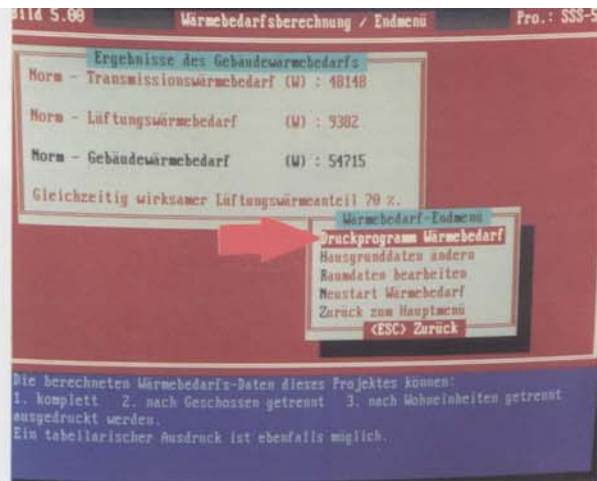 Bild 5.00 Wärmebedarfsberechnung / Endmenü Pro.: SSS-5
Ergebnisse des Gebäudewärmebedarfs
Norm - Transmissionswärmebedarf (W) : 48148
Norm - Lüftungswärmebedarf (W) : 9382
Norm - Gebäudewärmebedarf (W) : 54715
Gleichzeitig wirksamer Lüftungswärmeanteil 70 %.
Wärmebedarf-Endmenü
Druckprogramm Wärmebedarf
Hausgrunddaten ändern
Raumdaten bearbeiten
Neustart Wärmebedarf
Zurück zum Hauptmenü
<ESC> Zurück
Die berechneten Wärmebedarfs-Daten dieses Projektes können:
1. komplett 2. nach Geschossen getrennt 3. nach Wohneinheiten getrennt
ausgedruckt werden.
Ein tabellarischer Ausdruck ist ebenfalls möglich.